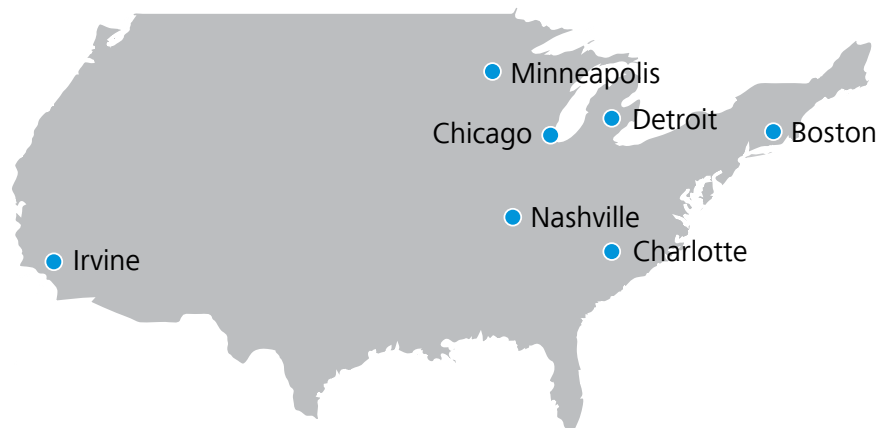 Minneapolis
Detroit
Chicago
Boston
Nashville
Charlotte
Irvine